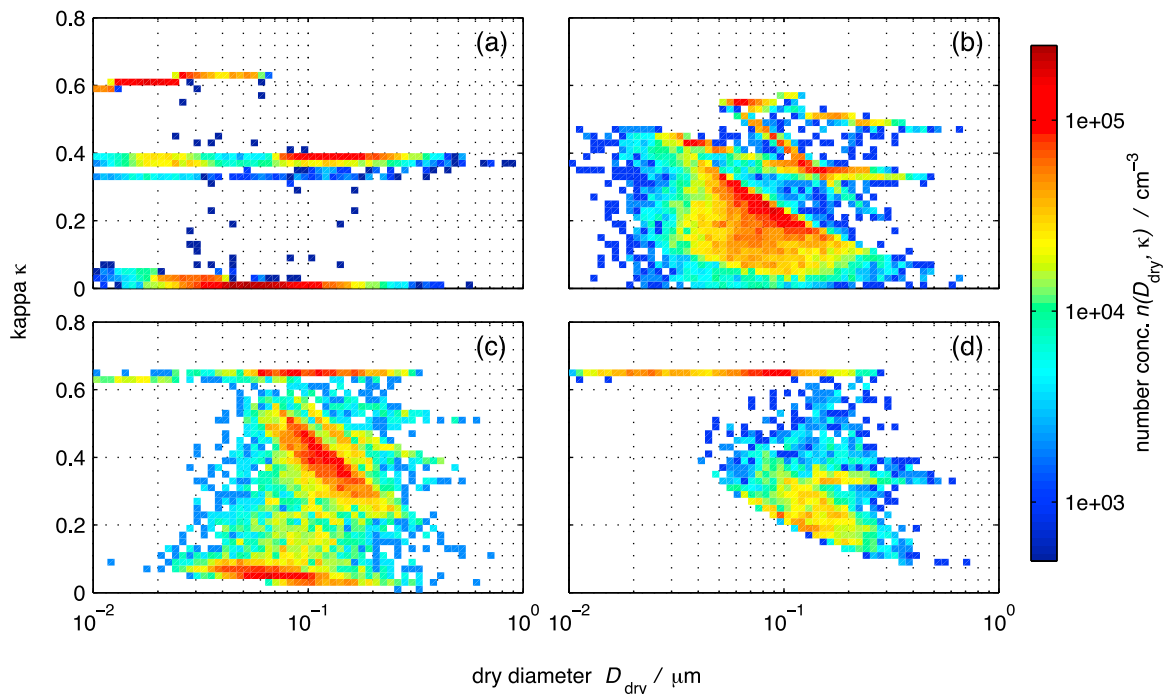 0.8
(a)
(b)
1e+05
0.6
0.4
0.2
0
kappa κ
0.8
(c)
(d)
1e+04
0.6
0.4
0.2
0
1e+03
number conc. n(D_dry, κ) / cm⁻³
10⁻² 10⁻¹ 10⁰ 10⁻² 10⁻¹ 10⁰
dry diameter D_dry / μm